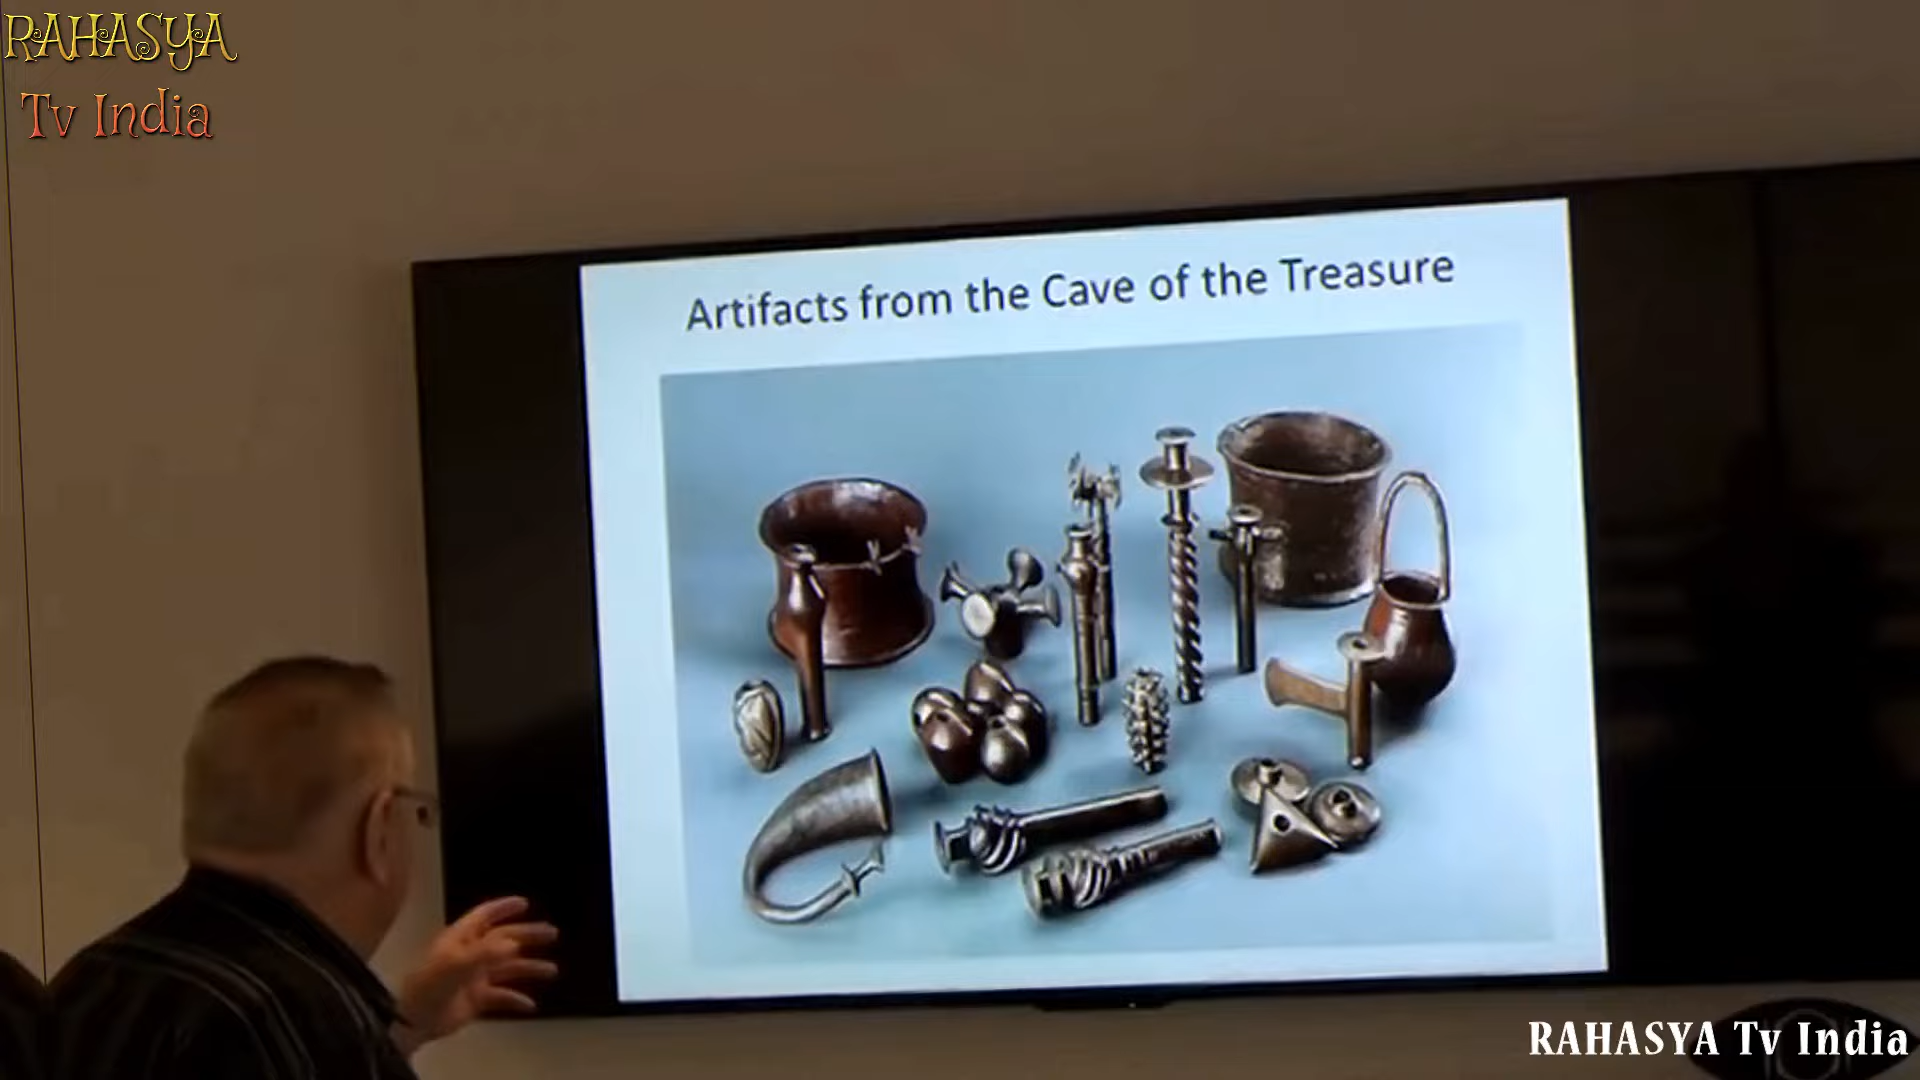 RAHASYA
Tv India
Artifacts from the Cave of the Treasure
RAHASYA Tv India